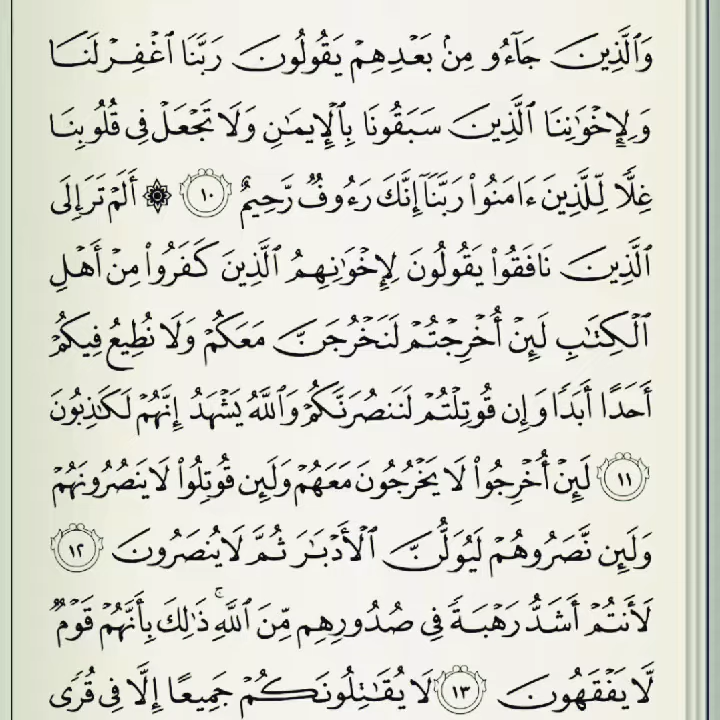 وَٱلَّذِينَ جَآءُو مِنۢ بَعْدِهِمْ يَقُولُونَ رَبَّنَا ٱغْفِرْ لَنَا
وَلِإِخْوَٰنِنَا ٱلَّذِينَ سَبَقُونَا بِٱلْإِيمَٰنِ وَلَا تَجْعَلْ فِى قُلُوبِنَا
غِلًّا لِّلَّذِينَ ءَامَنُوا۟ رَبَّنَآ إِنَّكَ رَءُوفٌ رَّحِيمٌ ١٠ ۞ أَلَمْ تَرَ إِلَى
ٱلَّذِينَ نَافَقُوا۟ يَقُولُونَ لِإِخْوَٰنِهِمُ ٱلَّذِينَ كَفَرُوا۟ مِنْ أَهْلِ
ٱلْكِتَٰبِ لَئِنْ أُخْرِجْتُمْ لَنَخْرُجَنَّ مَعَكُمْ وَلَا نُطِيعُ فِيكُمْ
أَحَدًا أَبَدًا وَإِن قُوتِلْتُمْ لَنَنصُرَنَّكُمْ وَٱللَّهُ يَشْهَدُ إِنَّهُمْ لَكَٰذِبُونَ
١١ لَئِنْ أُخْرِجُوا۟ لَا يَخْرُجُونَ مَعَهُمْ وَلَئِن قُوتِلُوا۟ لَا يَنصُرُونَهُمْ
وَلَئِن نَّصَرُوهُمْ لَيُوَلُّنَّ ٱلْأَدْبَٰرَ ثُمَّ لَا يُنصَرُونَ ١٢
لَأَنتُمْ أَشَدُّ رَهْبَةً فِى صُدُورِهِم مِّنَ ٱللَّهِ ۚ ذَٰلِكَ بِأَنَّهُمْ قَوْمٌ
لَّا يَفْقَهُونَ ١٣ لَا يُقَٰتِلُونَكُمْ جَمِيعًا إِلَّا فِى قُرًى